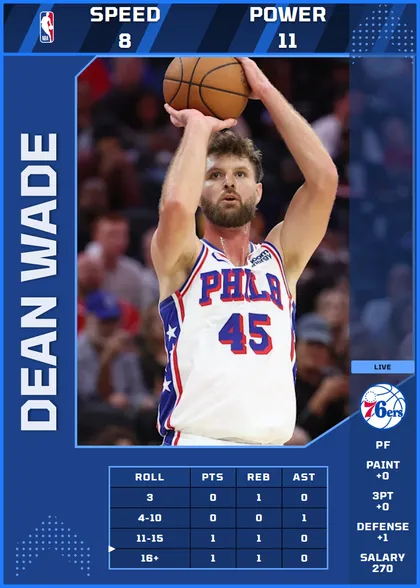 SPEED POWER
8 11
DEAN WADE
PHILA
45
LIVE
76ers
PF
PAINT
+0
3PT
+0
DEFENSE
+1
SALARY
270
ROLL PTS REB AST
3 0 1 0
4-10 0 0 1
11-15 1 1 0
16+ 1 1 0